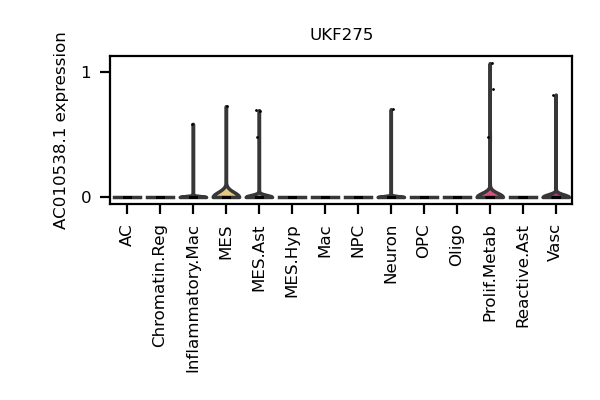 UKF275
AC010538.1 expression
1
0
AC
Chromatin.Reg
Inflammatory.Mac
MES
MES.Ast
MES.Hyp
Mac
NPC
Neuron
OPC
Oligo
Prolif.Metab
Reactive.Ast
Vasc